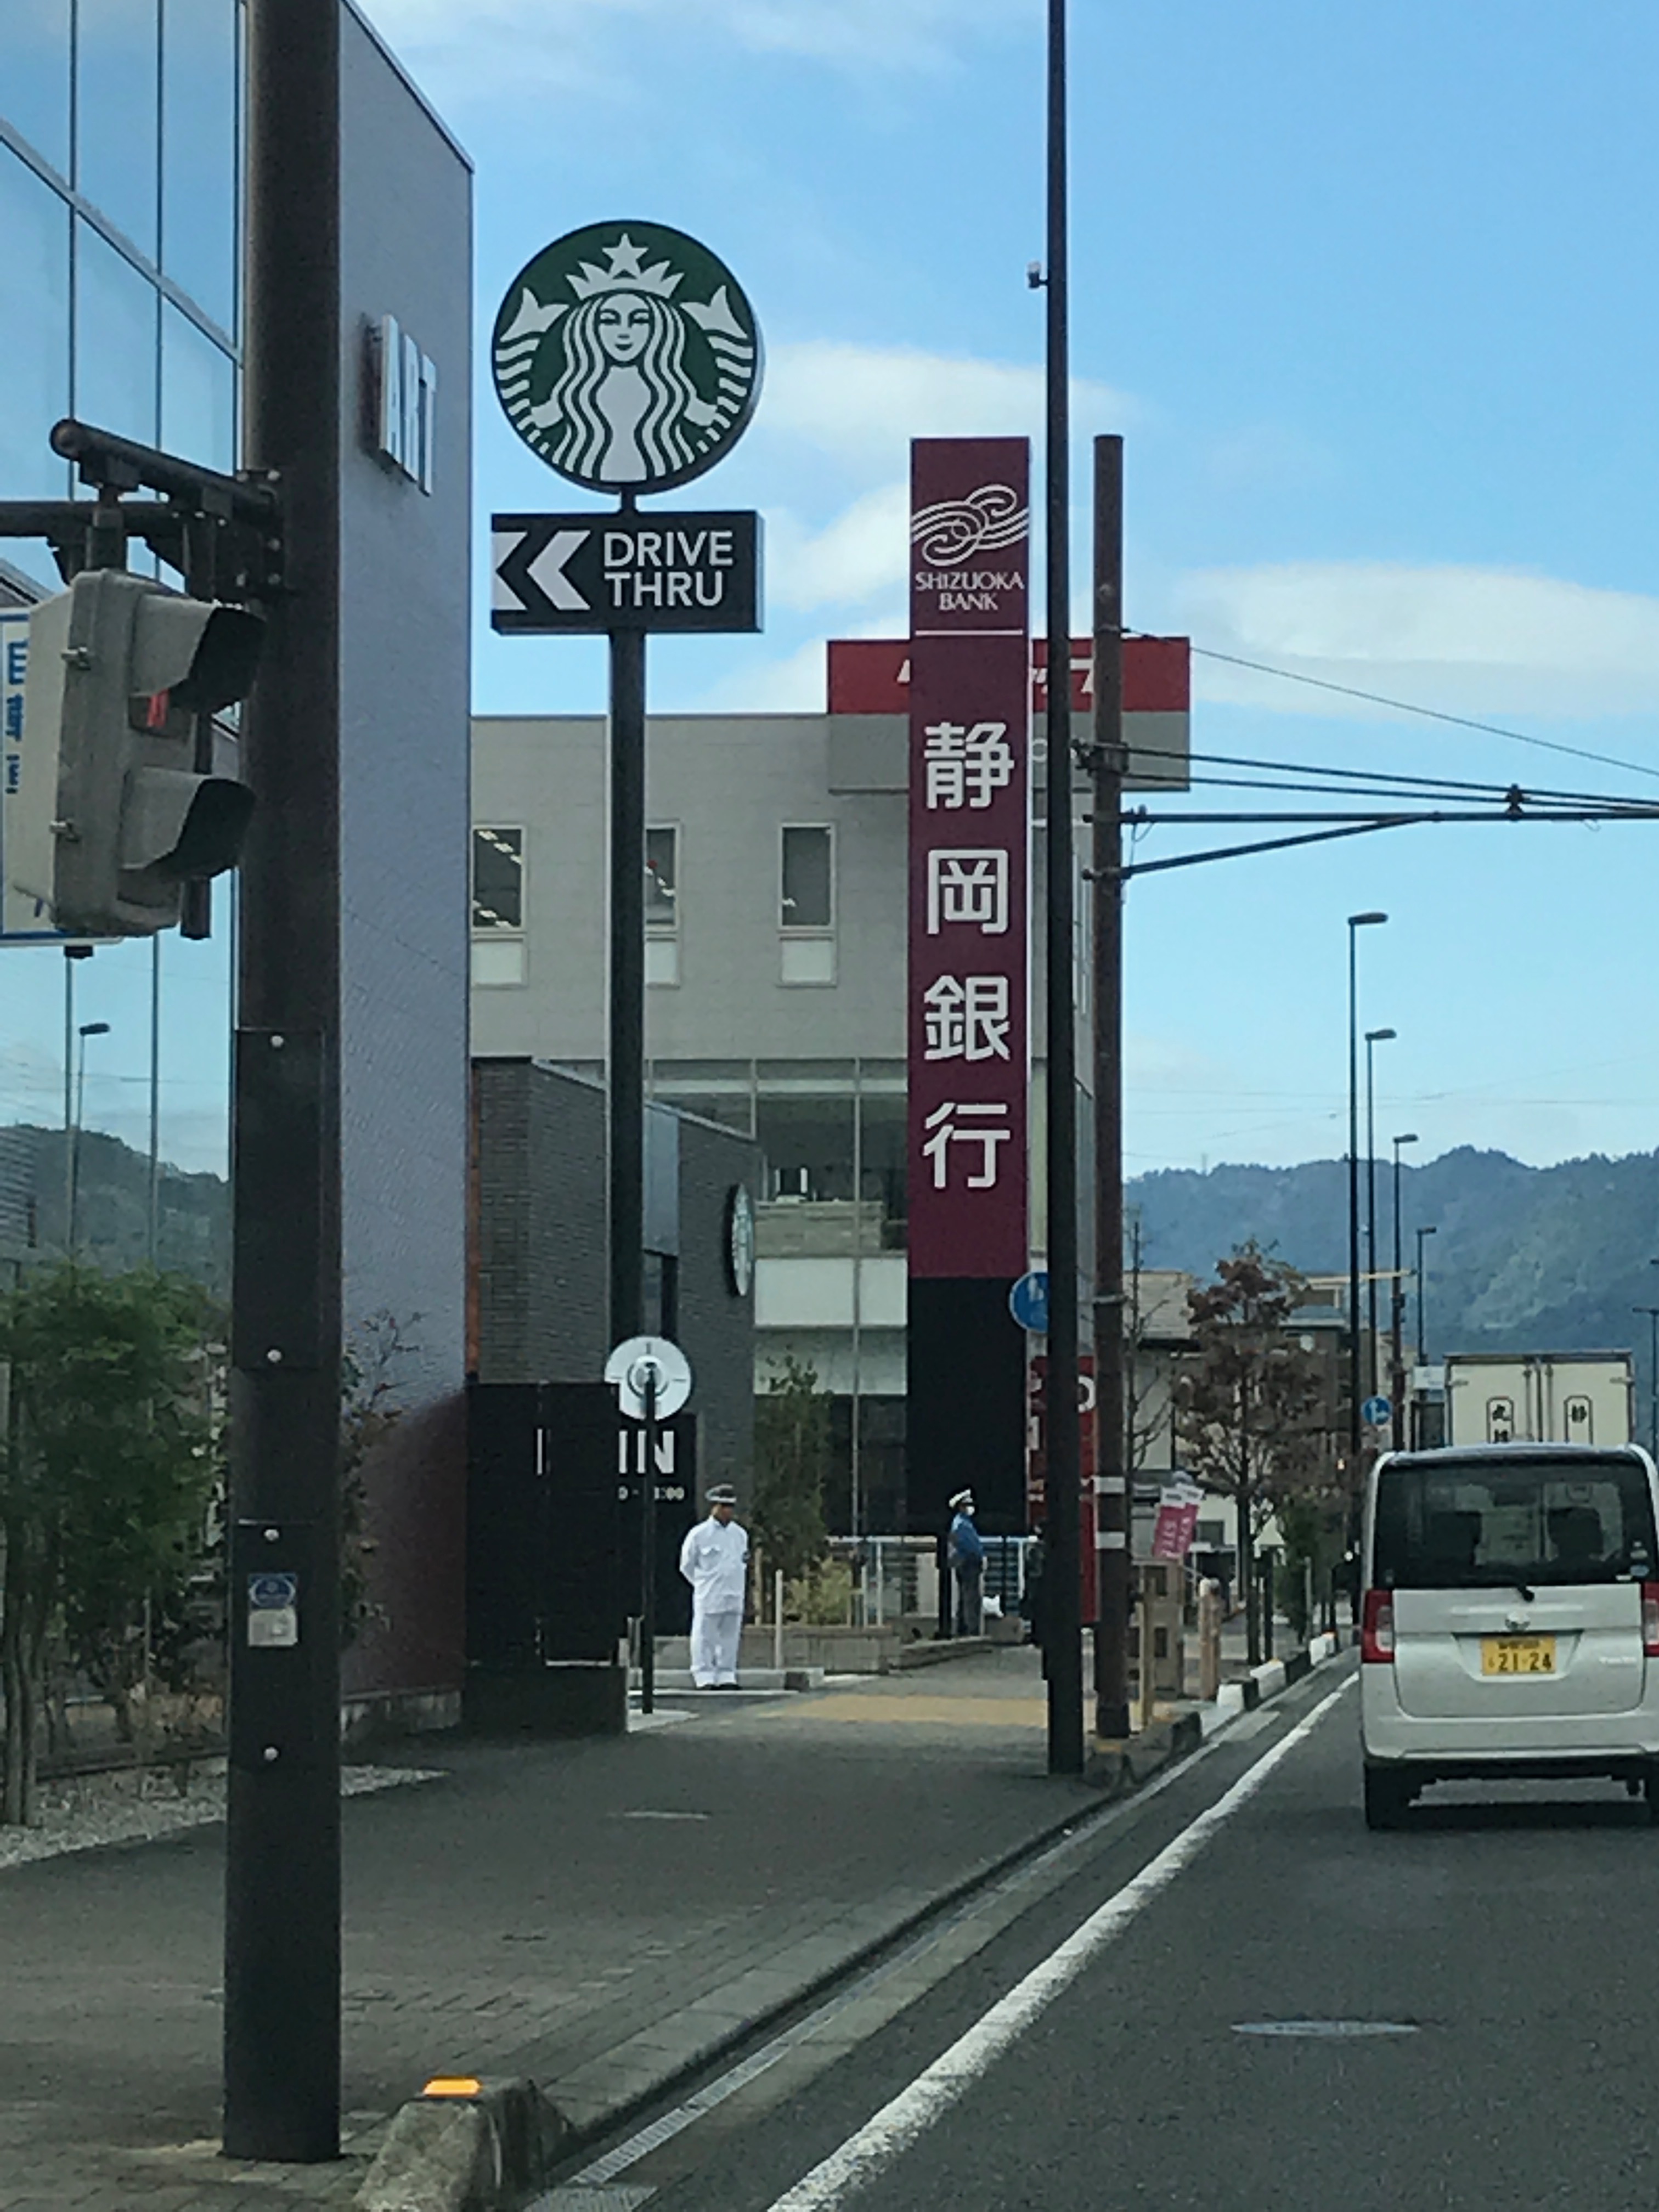 ART
DRIVE
THRU
SHIZUOKA
BANK
静
岡
銀
行
IN
21-24